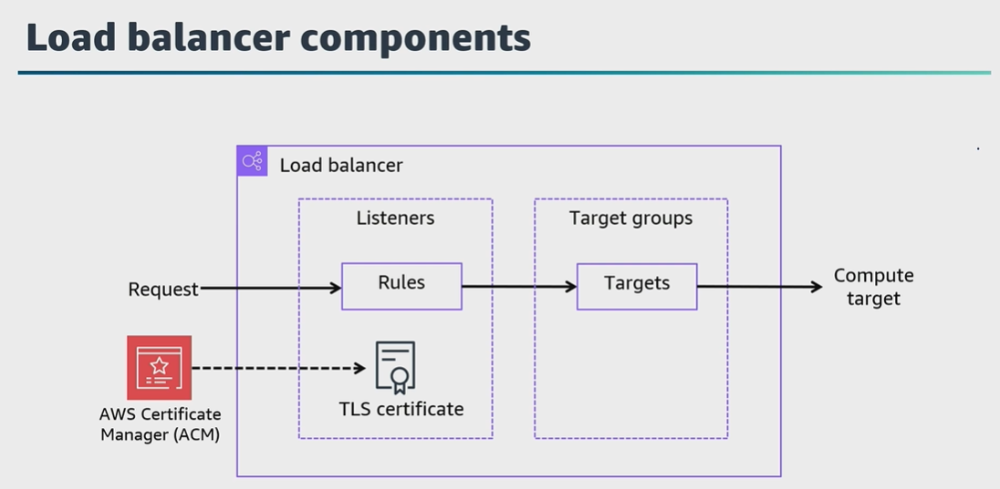 Load balancer components
Load balancer
Listeners
Target groups
Request
Rules
Targets
Compute
target
TLS certificate
AWS Certificate
Manager (ACM)